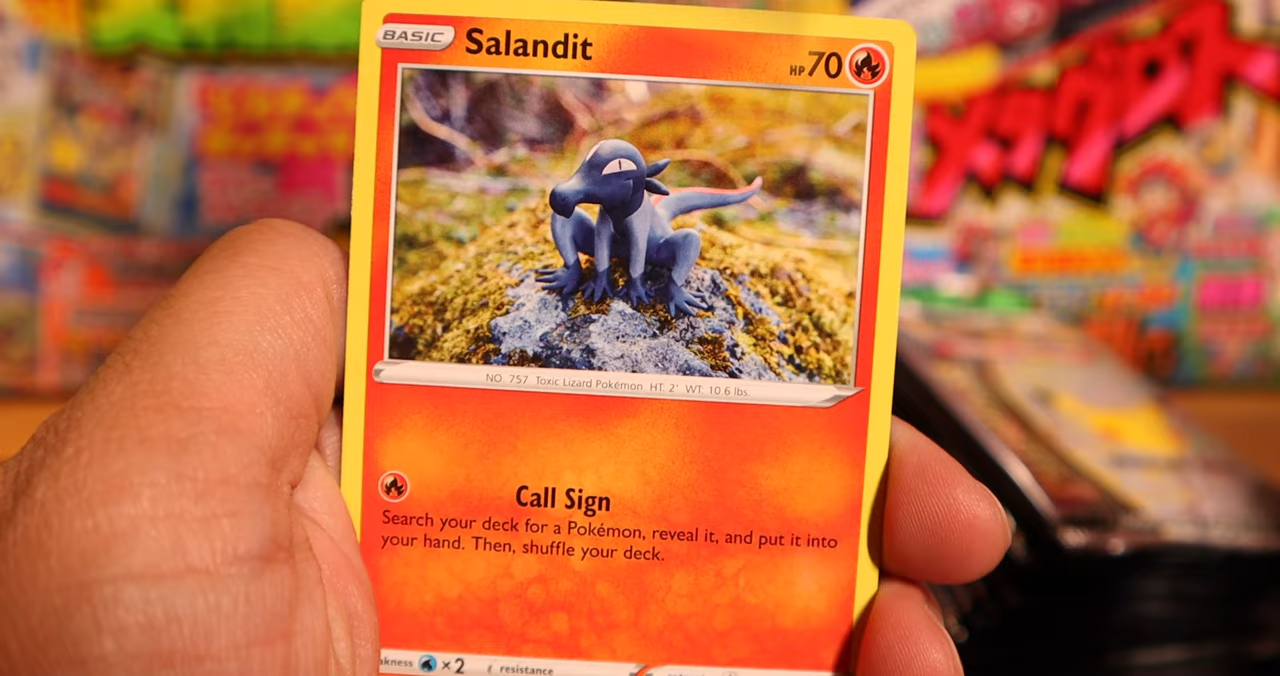 BASIC Salandit HP 70
NO. 757 Toxic Lizard Pokémon HT: 2' WT: 10.6 lbs.
Call Sign
Search your deck for a Pokémon, reveal it, and put it into
your hand. Then, shuffle your deck.
×2 resistance